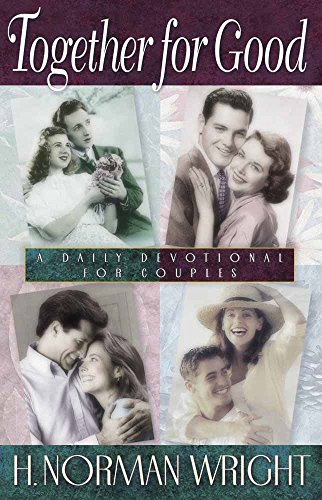 Together for Good
A DAILY DEVOTIONAL
FOR COUPLES
H. NORMAN WRIGHT